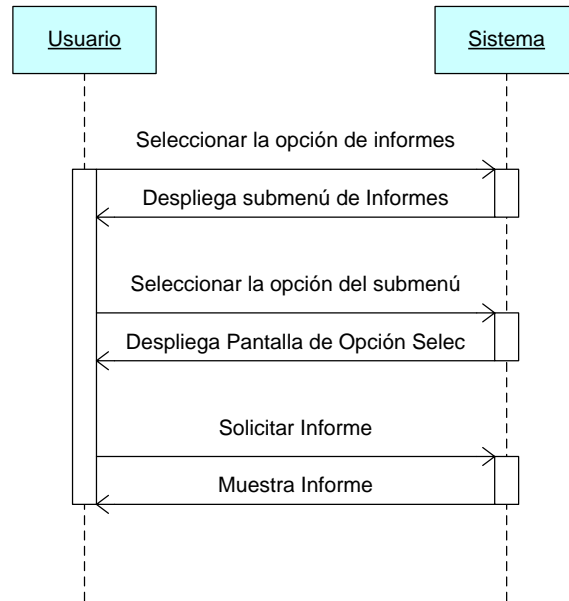 Usuario
Sistema
Seleccionar la opción de informes
Despliega submenú de Informes
Seleccionar la opción del submenú
Despliega Pantalla de Opción Selec
Solicitar Informe
Muestra Informe